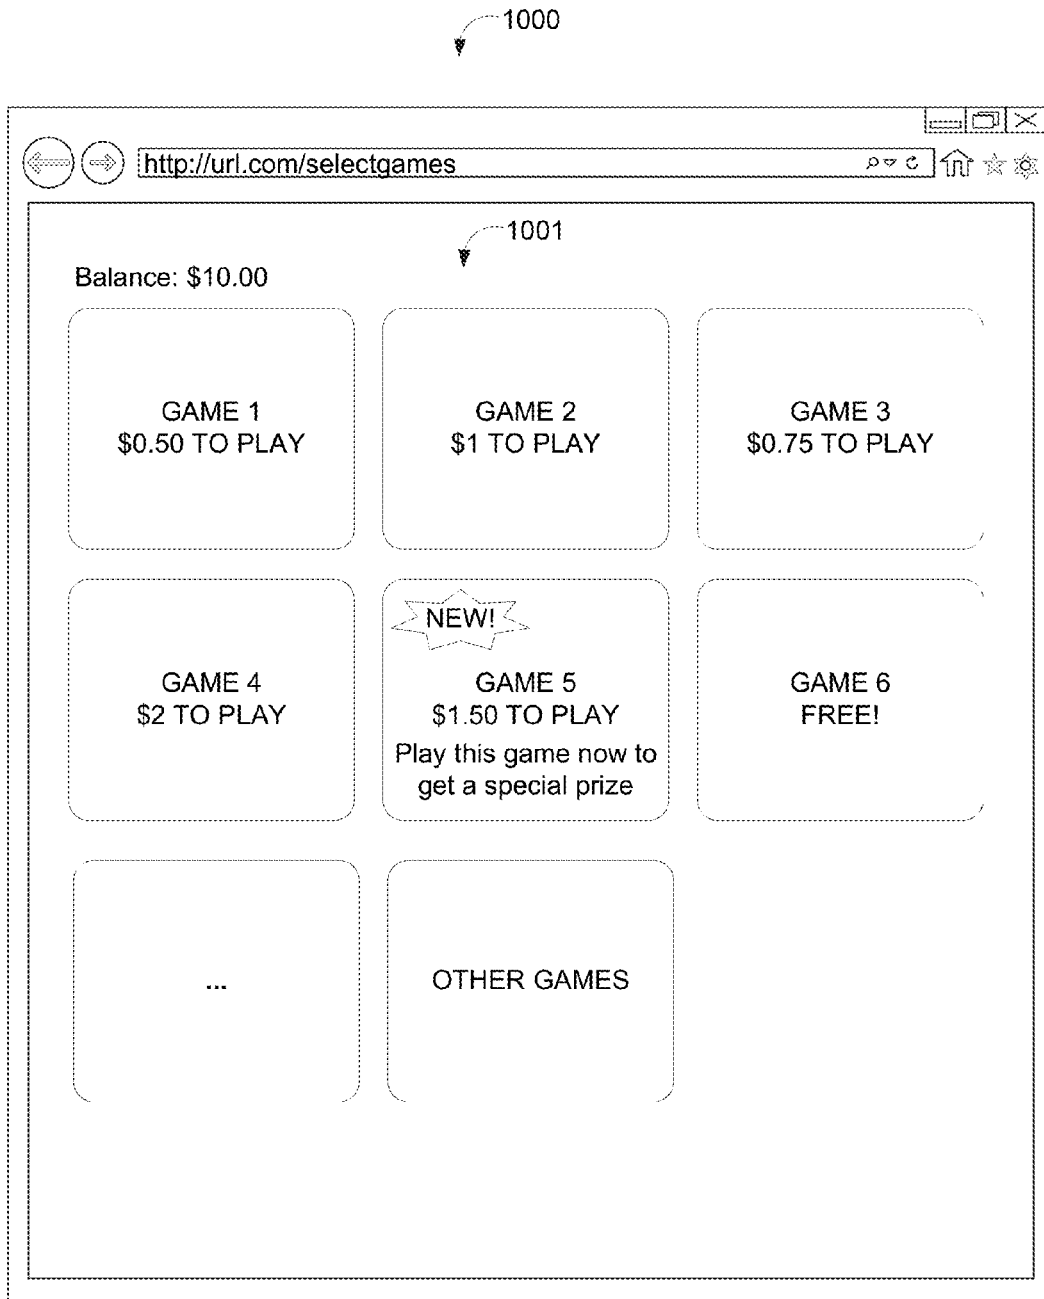 1000
http://url.com/selectgames
1001
Balance: $10.00
GAME 1
$0.50 TO PLAY
GAME 2
$1 TO PLAY
GAME 3
$0.75 TO PLAY
GAME 4
$2 TO PLAY
NEW!
GAME 5
$1.50 TO PLAY
Play this game now to
get a special prize
GAME 6
FREE!
...
OTHER GAMES